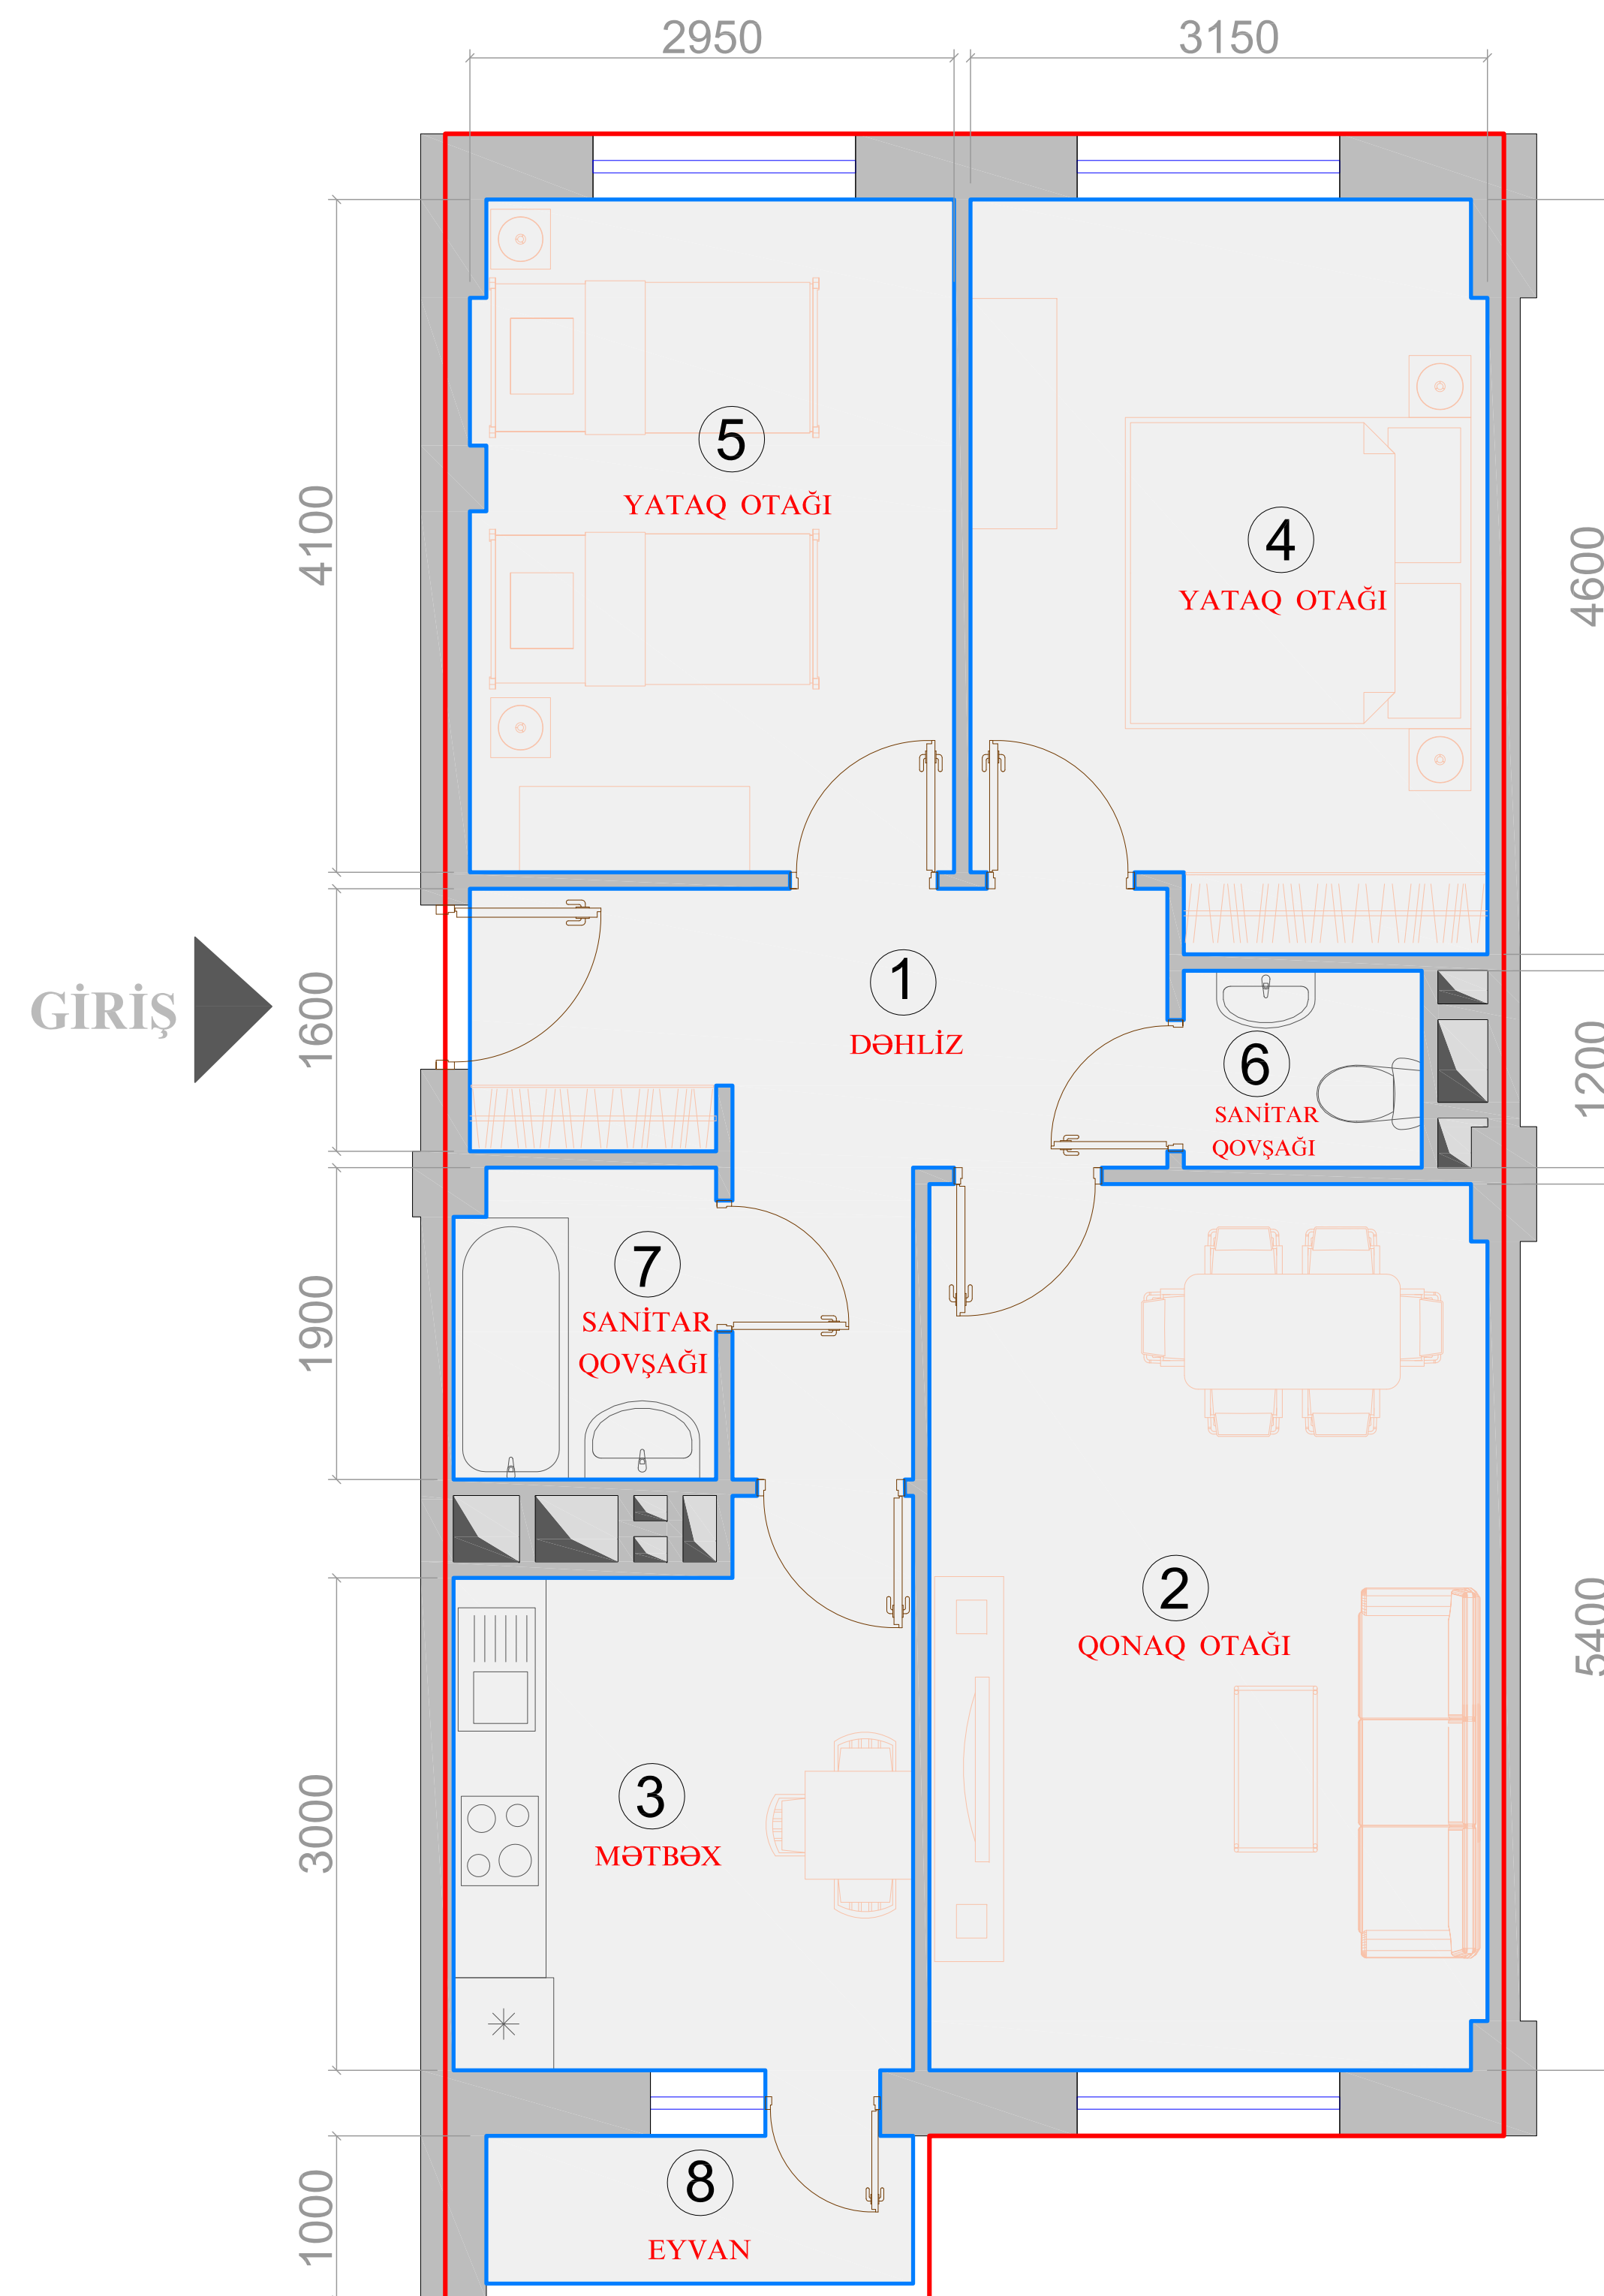 2950
3150
5
YATAQ OTAĞI
4
YATAQ OTAĞI
4100
4600
GİRİŞ
1600
1
DƏHLİZ
6
SANİTAR
QOVŞAĞI
1200
7
SANİTAR
QOVŞAĞI
1900
2
QONAQ OTAĞI
5400
3
MƏTBƏX
3000
8
EYVAN
1000